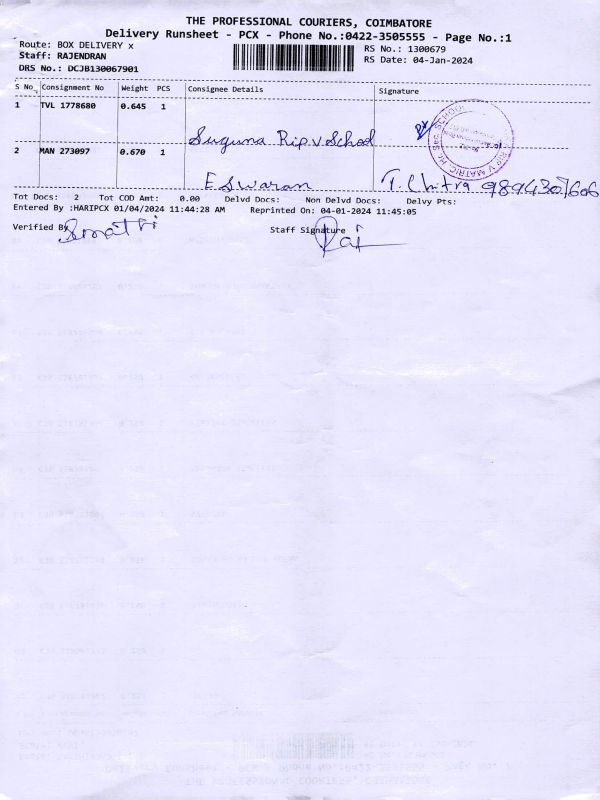 THE PROFESSIONAL COURIERS, COIMBATORE
Delivery Runsheet - PCX - Phone No.:0422-3505555 - Page No.:1
Route: BOX DELIVERY x
RS No.: 1300679
Staff: RAJENDRAN
RS Date: 04-Jan-2024
DRS No.: DCJB130067901
S No. Consignment No Weight PCS Consignee Details Signature
1 TVL 1778680 0.645 1
Suguna Rip v School
2 MAN 273097 0.670 1
Eswaran T. Chitra 9894307606
Tot Docs: 2 Tot COD Amt: 0.00 Delvd Docs: Non Delvd Docs: Delvy Pts:
Entered By :HARIPCX 01/04/2024 11:44:28 AM Reprinted On: 04-01-2024 11:45:05
Verified By
Staff Signature
Raj